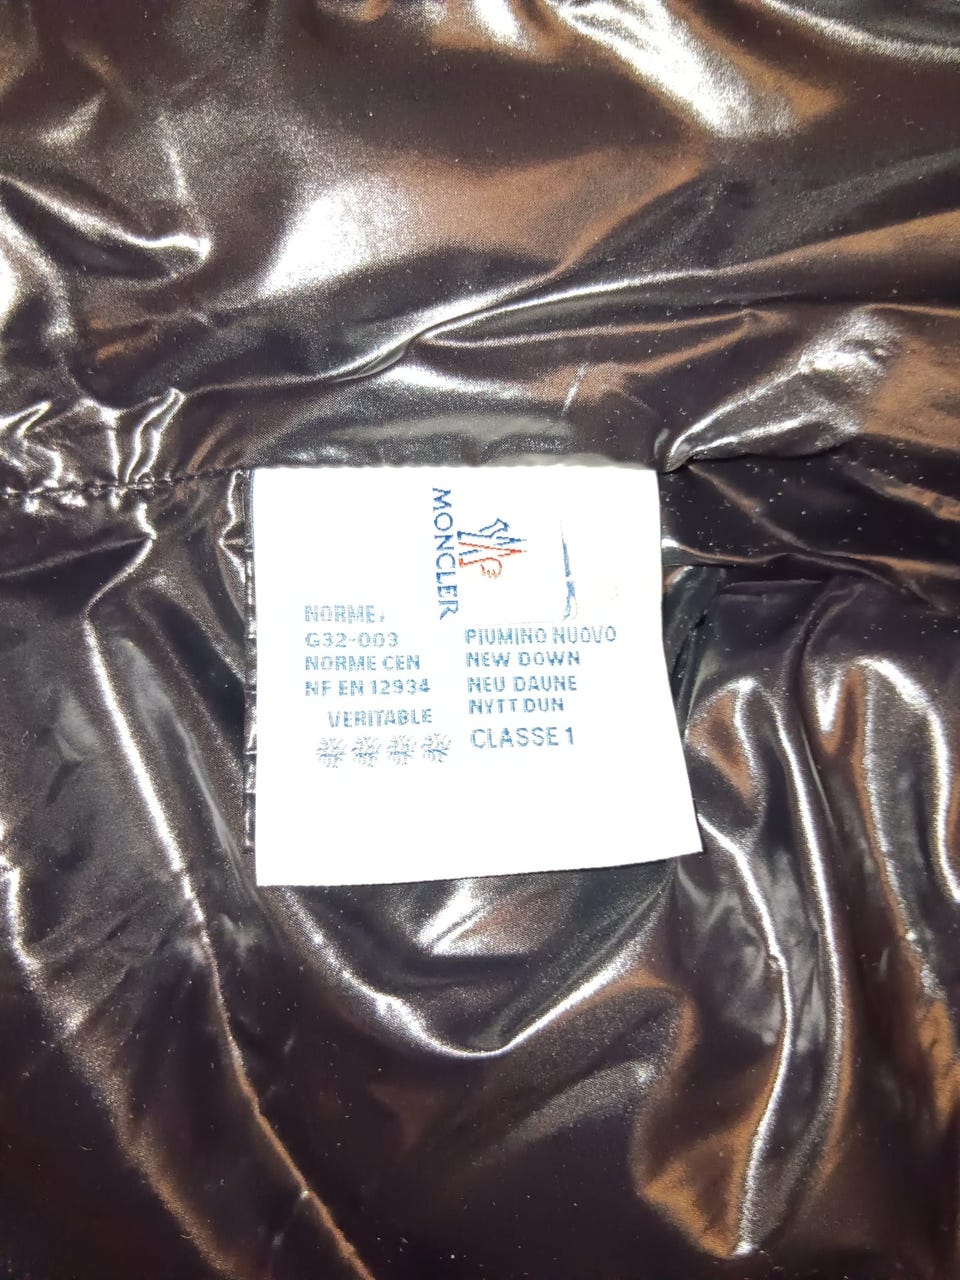 MONCLER
NORME:
G32-003
NORME CEN
NF EN 12934
VERITABLE
PIUMINO NUOVO
NEW DOWN
NEU DAUNE
NYTT DUN
CLASSE 1